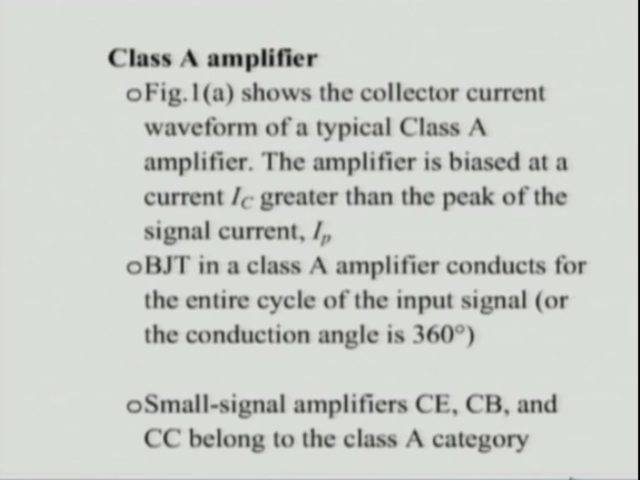 Class A amplifier
oFig.1(a) shows the collector current
waveform of a typical Class A
amplifier. The amplifier is biased at a
current IC greater than the peak of the
signal current, Ip
oBJT in a class A amplifier conducts for
the entire cycle of the input signal (or
the conduction angle is 360°)
oSmall-signal amplifiers CE, CB, and
CC belong to the class A category